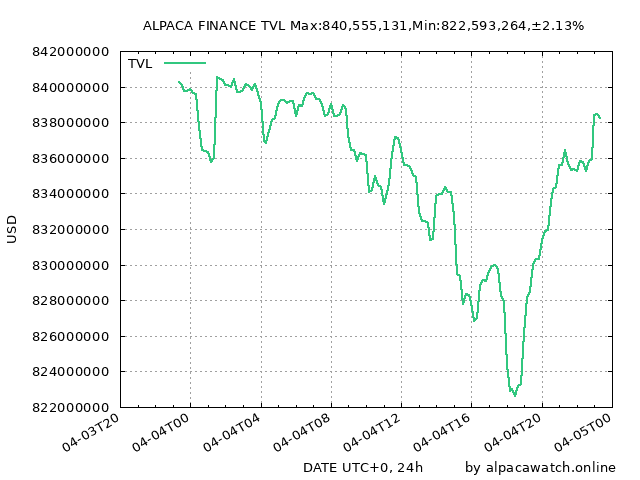 ALPACA FINANCE TVL Max:840,555,131,Min:822,593,264,±2.13%
TVL
842000000
840000000
838000000
836000000
834000000
832000000
830000000
828000000
826000000
824000000
822000000
USD
04-03T20
04-04T00
04-04T04
04-04T08
04-04T12
04-04T16
04-04T20
04-05T00
DATE UTC+0, 24h
by alpacawatch.online